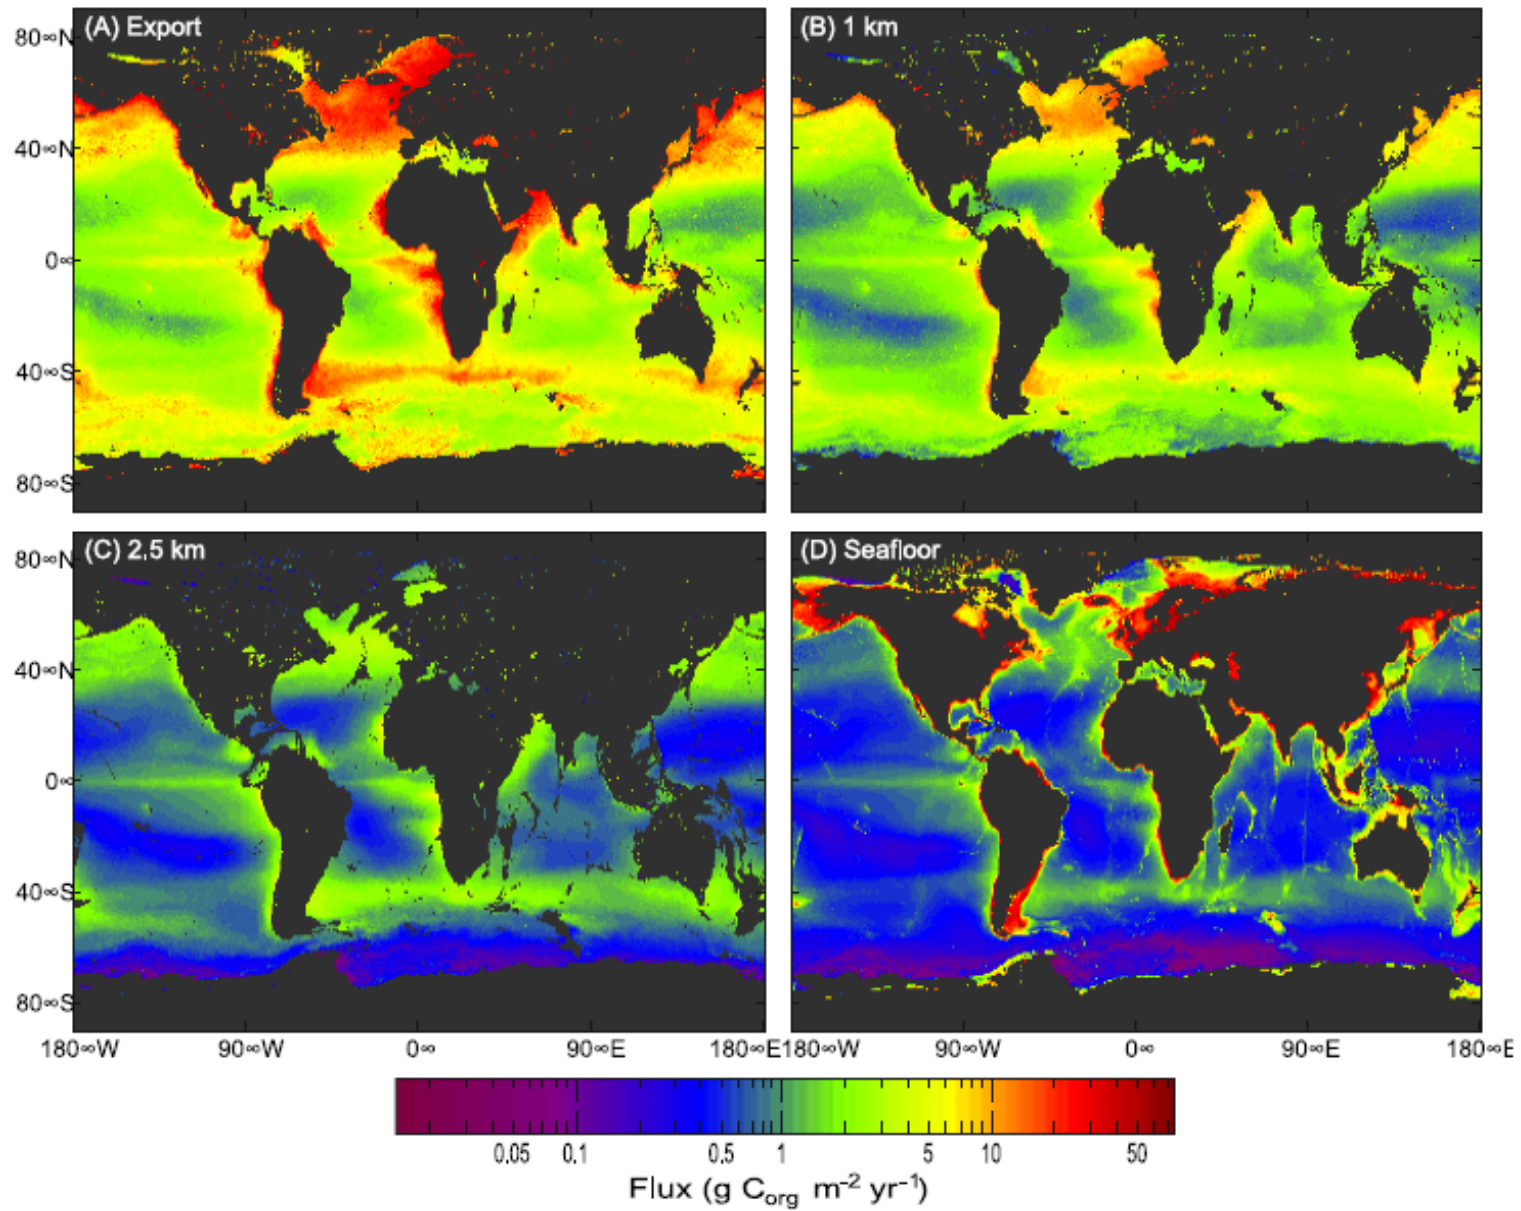 (A) Export
(B) 1 km
80∞N
40∞N
0∞
40∞S
80∞S
(C) 2.5 km
(D) Seafloor
80∞N
40∞N
0∞
40∞S
80∞S
180∞W 90∞W 0∞ 90∞E 180∞E 180∞W 90∞W 0∞ 90∞E 180∞E
0.05 0.1 0.5 1 5 10 50
Flux (g Corg m-2 yr-1)